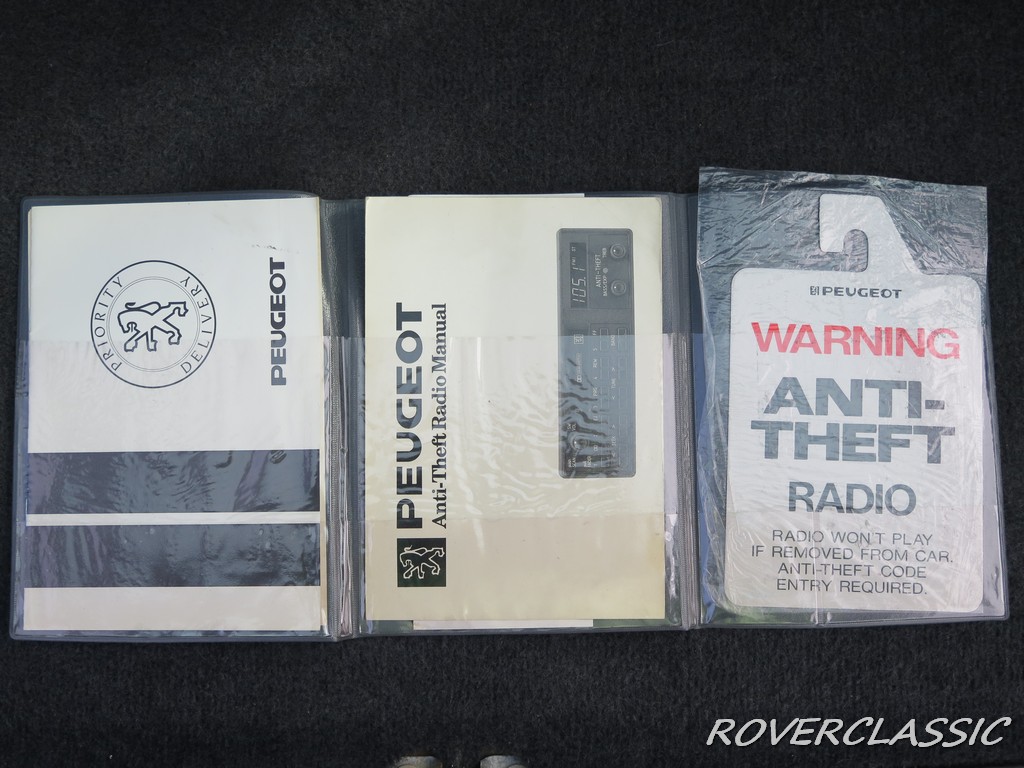 PRIORITY
DELIVERY
PEUGEOT
PEUGEOT
Anti-Theft Radio Manual
105.1
ANTI-THEFT
PEUGEOT
WARNING
ANTI-
THEFT
RADIO
RADIO WON'T PLAY
IF REMOVED FROM CAR.
ANTI-THEFT CODE
ENTRY REQUIRED.
ROVERCLASSIC